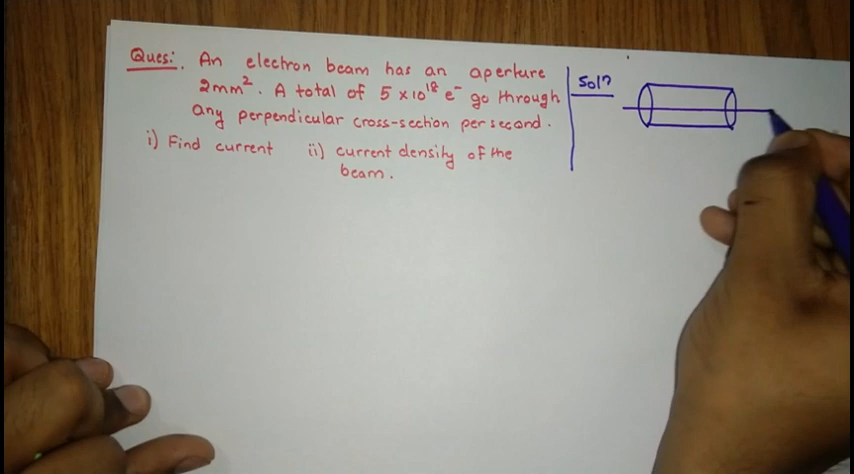 Ques: An electron beam has an aperture
2mm². A total of 5 × 10¹⁸ e⁻ go through
any perpendicular cross-section per second.
i) Find current ii) current density of the
beam.
Solⁿ